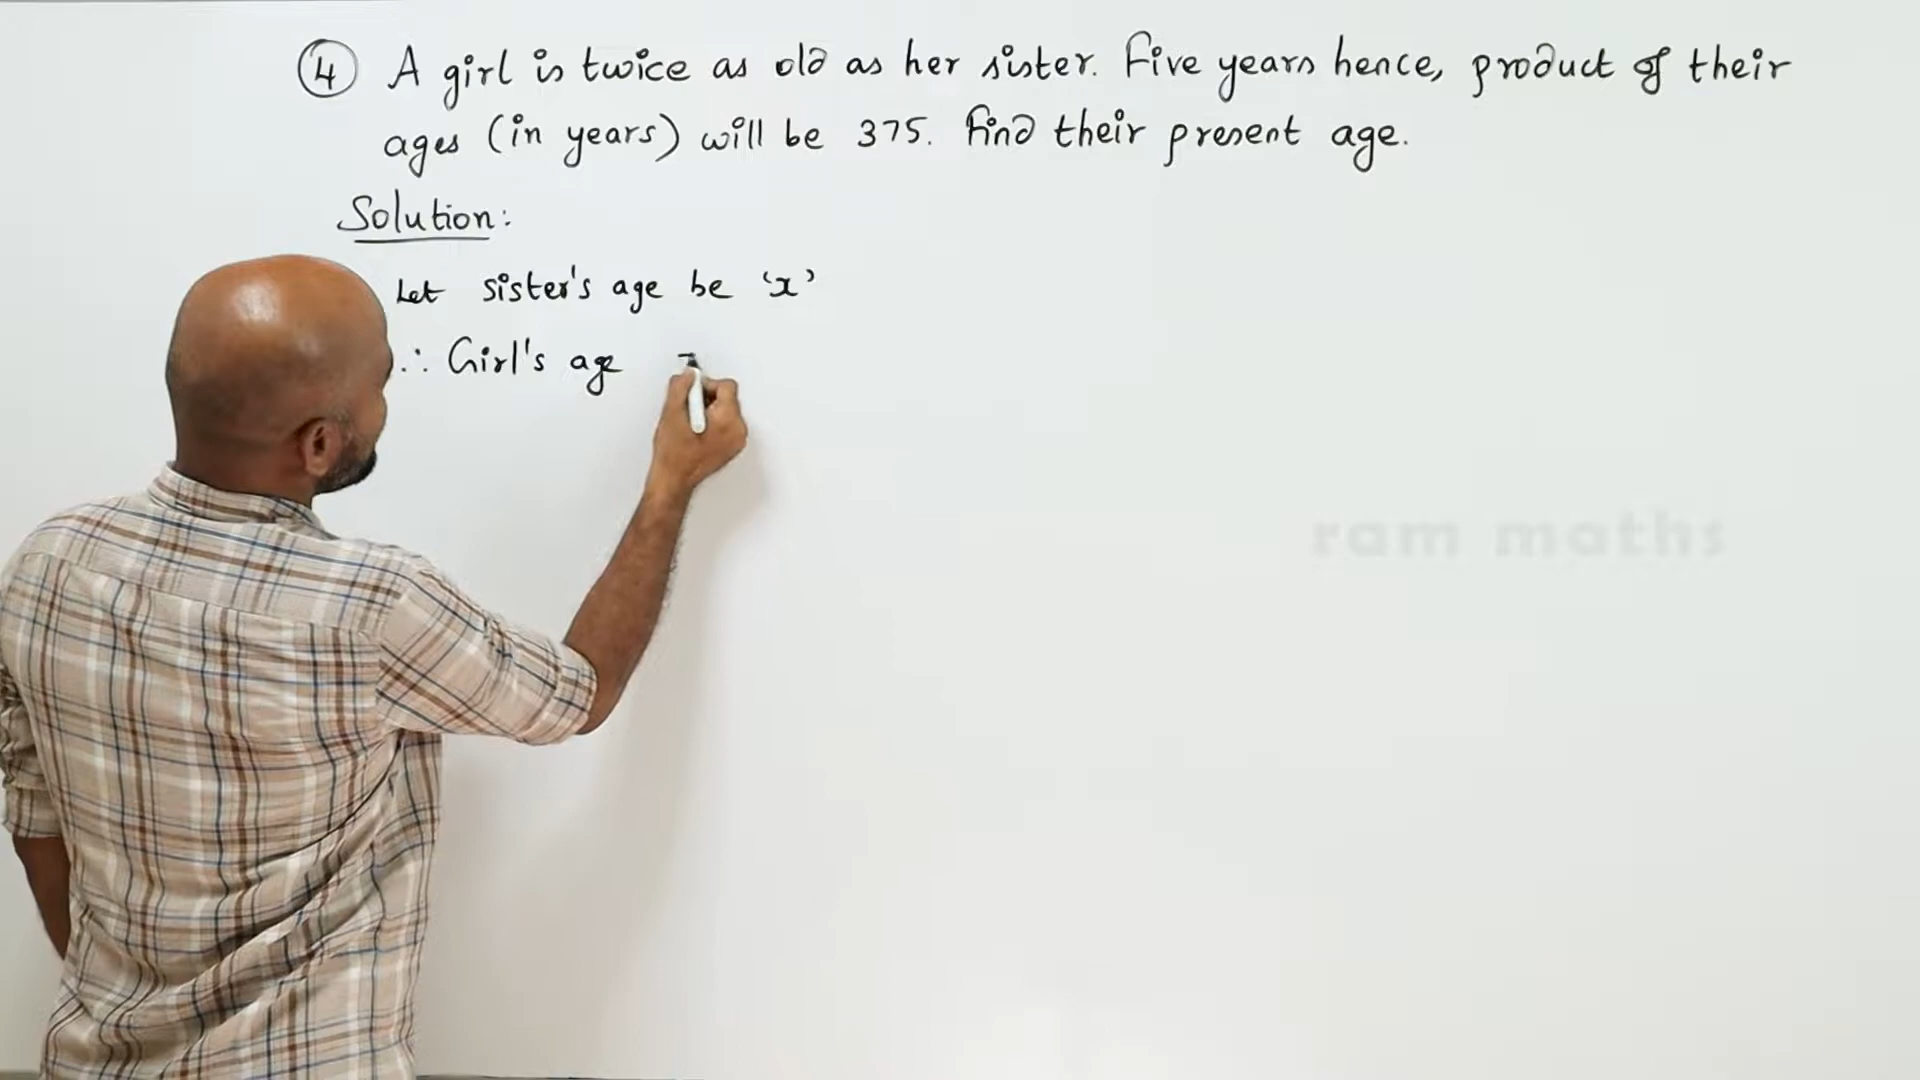 4 A girl is twice as old as her sister. Five years hence, product of their
ages (in years) will be 375. Find their present age.
Solution:
Let sister's age be 'x'
∴ Girl's age
ram maths